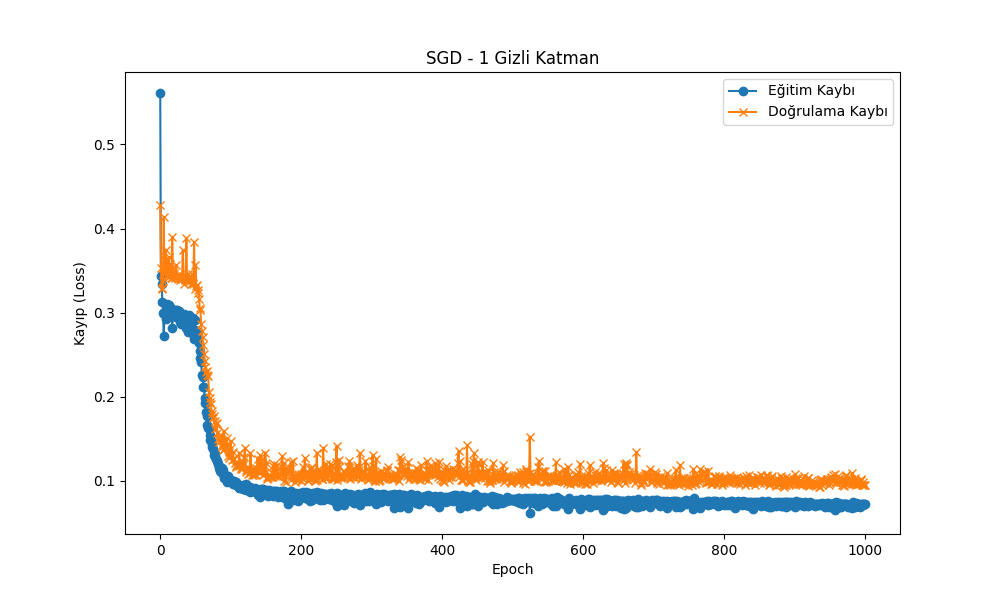 SGD - 1 Gizli Katman
Eğitim Kaybı
Doğrulama Kaybı
Kayıp (Loss)
0.5
0.4
0.3
0.2
0.1
0 200 400 600 800 1000
Epoch